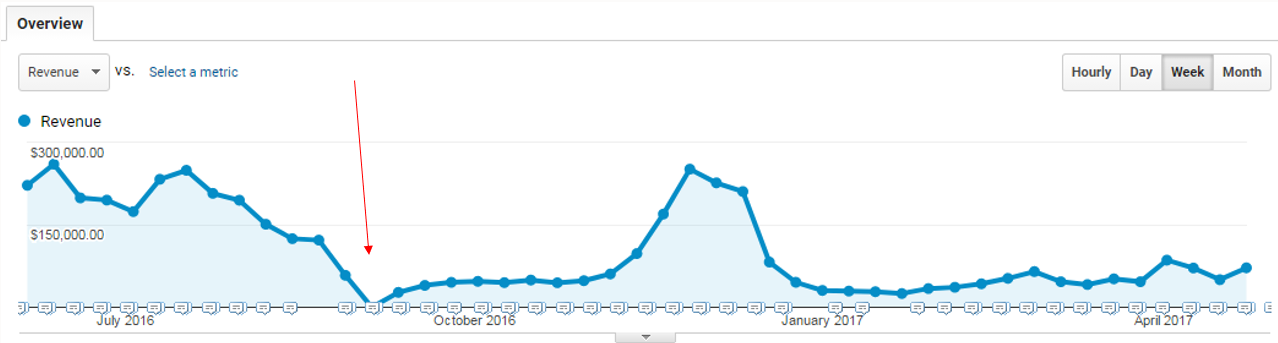 Overview
Revenue vs. Select a metric Hourly Day Week Month
Revenue
$300,000.00
$150,000.00
July 2016 October 2016 January 2017 April 2017